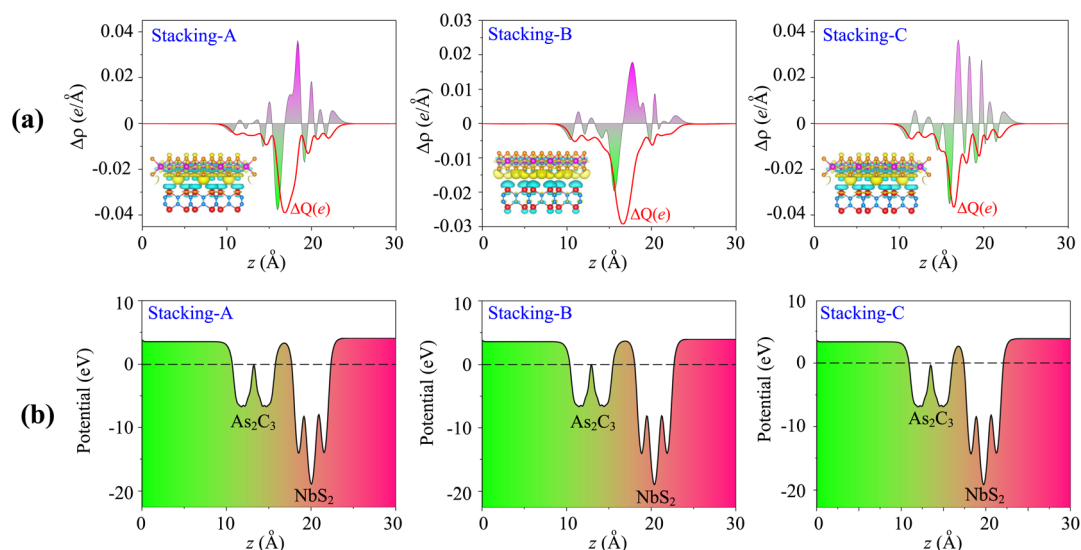 (a)
Stacking-A
Δρ (e/Å)
0.04
0.02
0
-0.02
-0.04
ΔQ(e)
0 10 20 30
z (Å)
Stacking-B
Δρ (e/Å)
0.03
0.02
0.01
0
-0.01
-0.02
-0.03
ΔQ(e)
0 10 20 30
z (Å)
Stacking-C
Δρ (e/Å)
0.04
0.02
0
-0.02
-0.04
ΔQ(e)
0 10 20 30
z (Å)
(b)
Stacking-A
Potential (eV)
10
0
-10
-20
As₂C₃
NbS₂
0 10 20 30
z (Å)
Stacking-B
Potential (eV)
10
0
-10
-20
As₂C₃
NbS₂
0 10 20 30
z (Å)
Stacking-C
Potential (eV)
10
0
-10
-20
As₂C₃
NbS₂
0 10 20 30
z (Å)